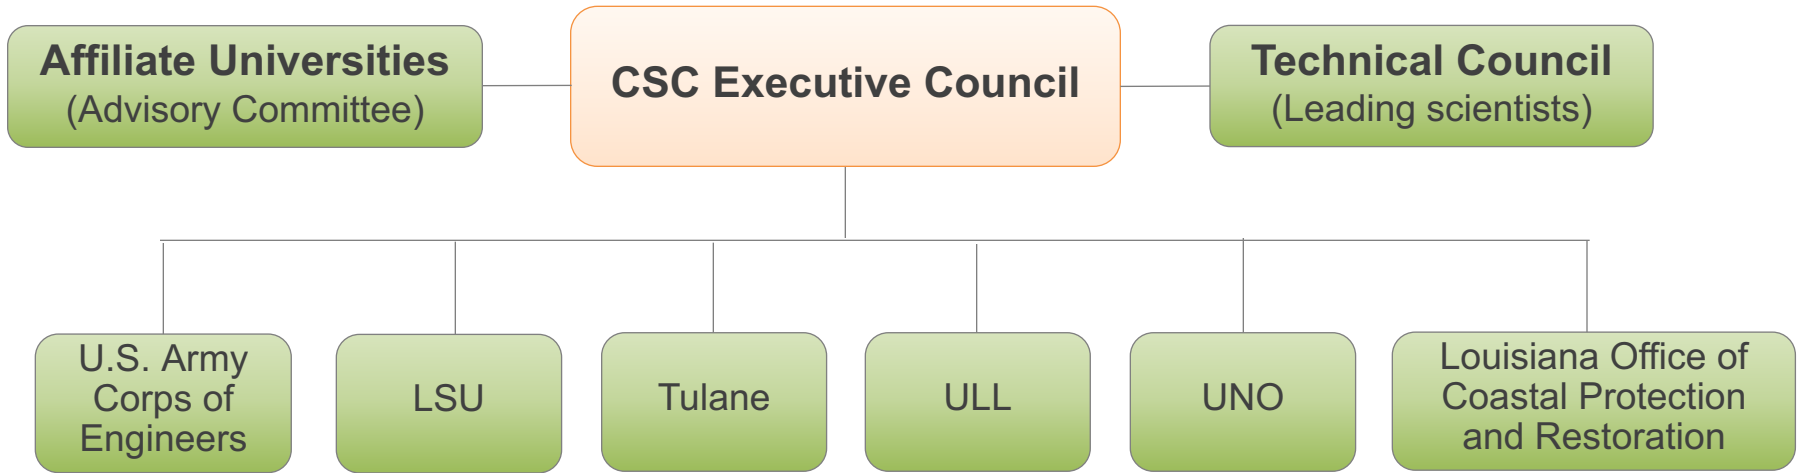 Affiliate Universities
(Advisory Committee)
CSC Executive Council
Technical Council
(Leading scientists)
U.S. Army
Corps of
Engineers
LSU
Tulane
ULL
UNO
Louisiana Office of
Coastal Protection
and Restoration